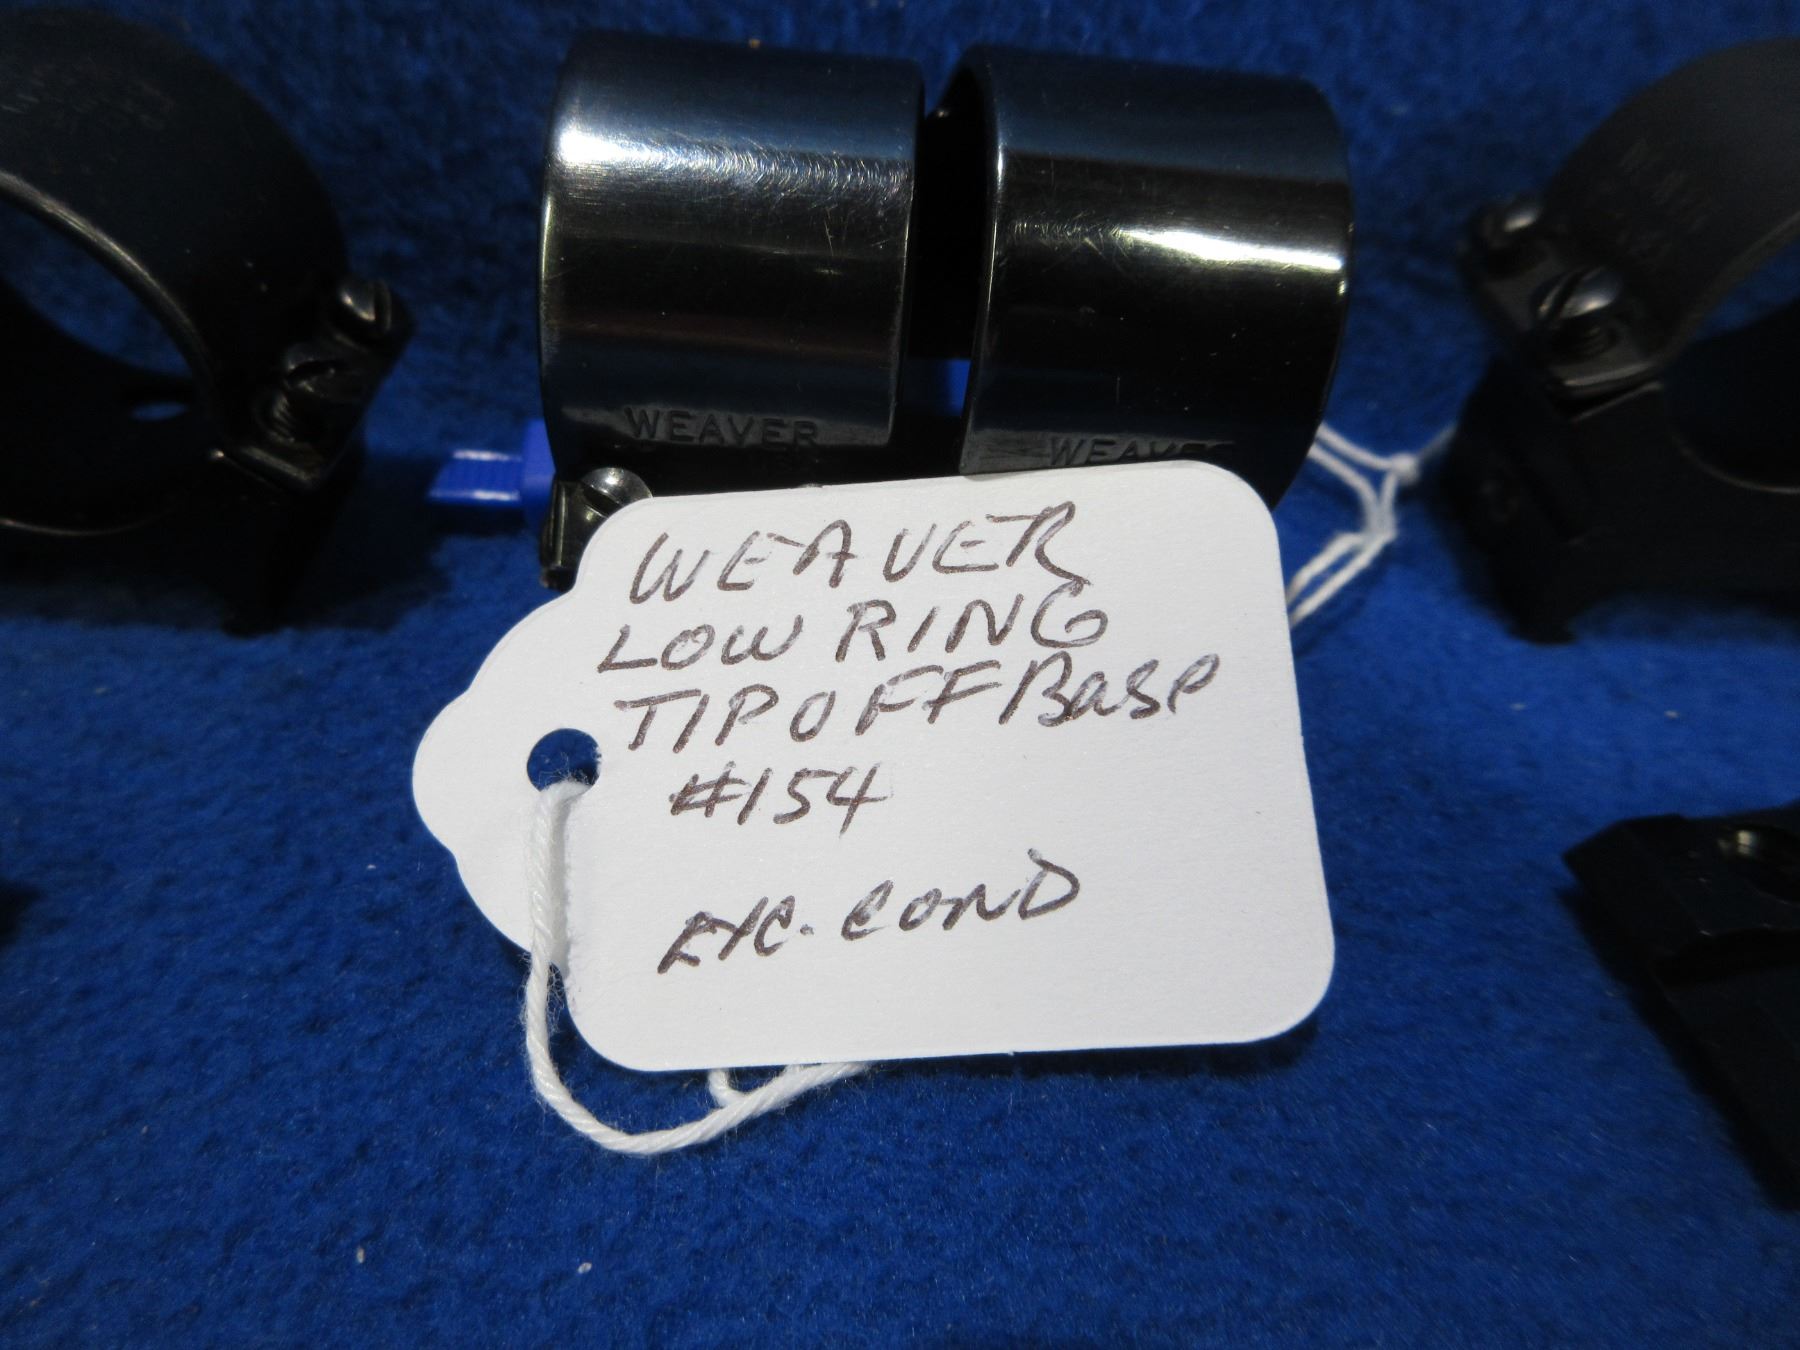 WEAVER
WEAVER
WEAVER
LOW RING
TIPOFF Base
#154
EXC. COND